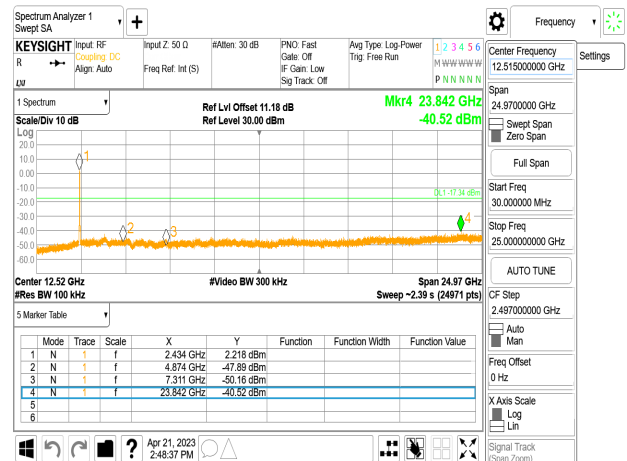 Spectrum Analyzer 1
Swept SA
Frequency
KEYSIGHT
R
LXI
Input: RF
Coupling: DC
Align: Auto
Input Z: 50 Ω
Freq Ref: Int (S)
#Atten: 30 dB
PNO: Fast
Gate: Off
IF Gain: Low
Sig Track: Off
Avg Type: Log-Power
Trig: Free Run
1 2 3 4 5 6
M W W W W W
P N N N N N
Center Frequency
12.515000000 GHz
Settings
Span
24.9700000 GHz
Swept Span
Zero Span
Full Span
Start Freq
30.000000 MHz
Stop Freq
25.000000000 GHz
AUTO TUNE
CF Step
2.497000000 GHz
Auto
Man
Freq Offset
0 Hz
X Axis Scale
Log
Lin
Signal Track
(Span Zoom)
1 Spectrum
Scale/Div 10 dB
Ref Lvl Offset 11.18 dB
Ref Level 30.00 dBm
Mkr4 23.842 GHz
-40.52 dBm
Log
20.0
10.0
0.00
-10.0
-20.0
-30.0
-40.0
-50.0
-60.0
1
2
3
4
DL1 -17.34 dBm
Center 12.52 GHz
#Res BW 100 kHz
#Video BW 300 kHz
Span 24.97 GHz
Sweep ~2.39 s (24971 pts)
5 Marker Table
Mode Trace Scale X Y Function Function Width Function Value
1 N 1 f 2.434 GHz 2.218 dBm
2 N 1 f 4.874 GHz -47.89 dBm
3 N 1 f 7.311 GHz -50.16 dBm
4 N 1 f 23.842 GHz -40.52 dBm
5
6
?
Apr 21, 2023
2:48:37 PM